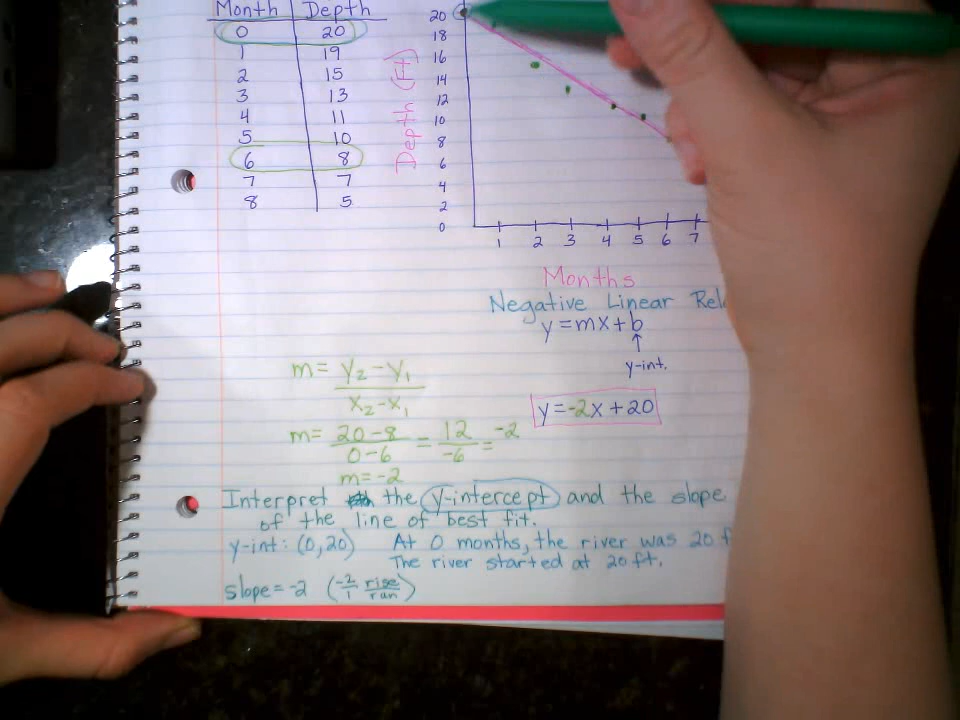 Month Depth
0 20
1 19
2 15
3 13
4 11
5 10
6 8
7 7
8 5
Depth (Ft)
20
18
16
14
12
10
8
6
4
2
0
1 2 3 4 5 6 7
Months
Negative Linear
y = mx + b
y-int.
m = y₂ - y₁ / x₂ - x₁
y = -2x + 20
m = 20 - 8 / 0 - 6 = 12 / -6 = -2
m = -2
Interpret the y-intercept and the slope
of the line of best fit.
y-int: (0, 20) At 0 months, the river was 20
The river started at 20 ft.
slope = -2 (-2/1 rise/run)